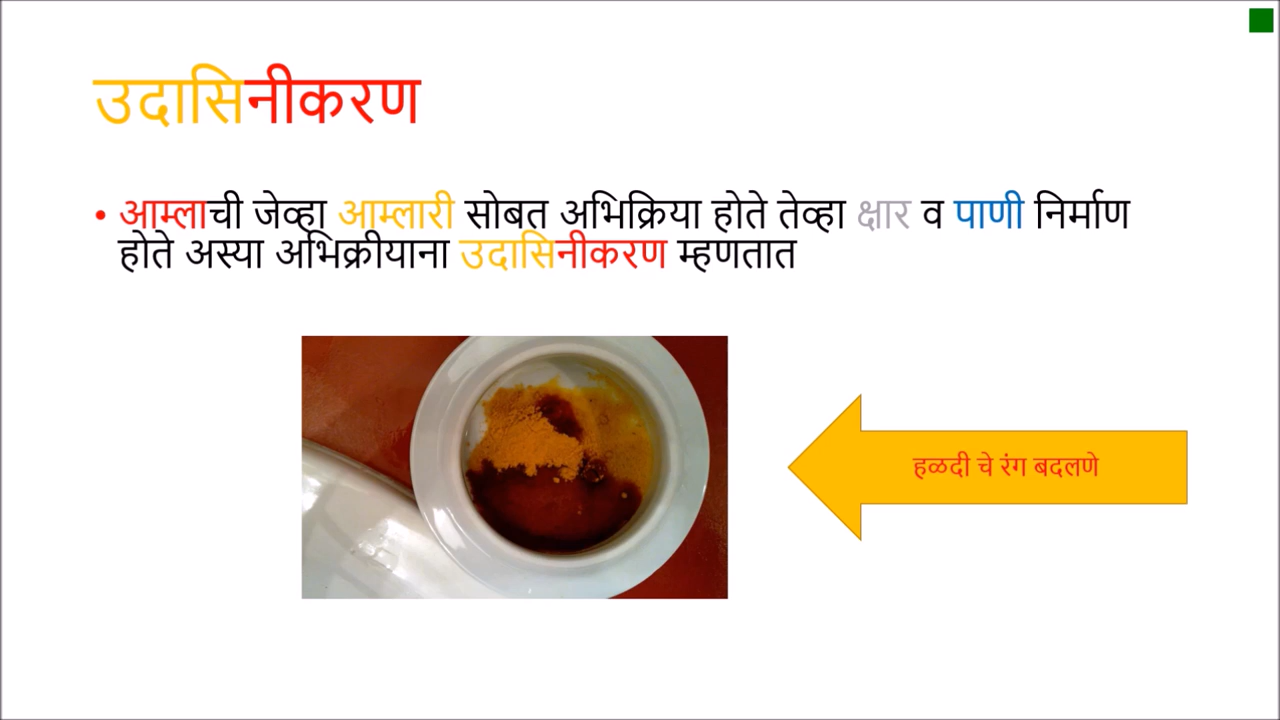 उदासिनीकरण
• आम्लाची जेव्हा आम्लारी सोबत अभिक्रिया होते तेव्हा क्षार व पाणी निर्माण
होते अस्या अभिक्रीयाना उदासिनीकरण म्हणतात
हळदी चे रंग बदलणे